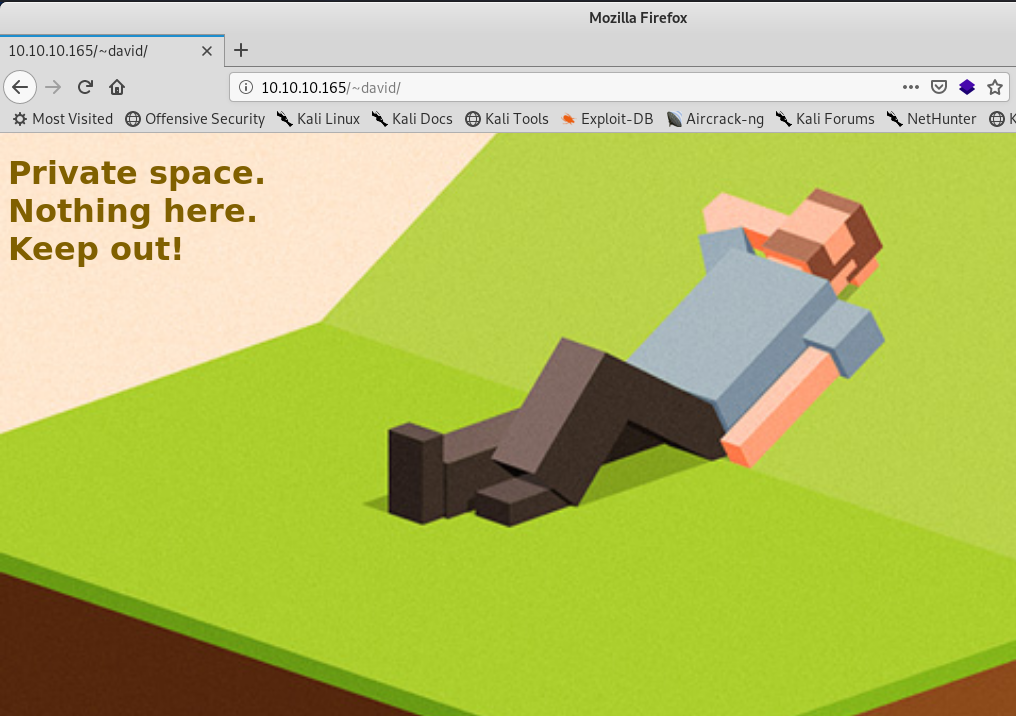 Mozilla Firefox
10.10.10.165/~david/
10.10.10.165/~david/
Most Visited Offensive Security Kali Linux Kali Docs Kali Tools Exploit-DB Aircrack-ng Kali Forums NetHunter K
Private space.
Nothing here.
Keep out!